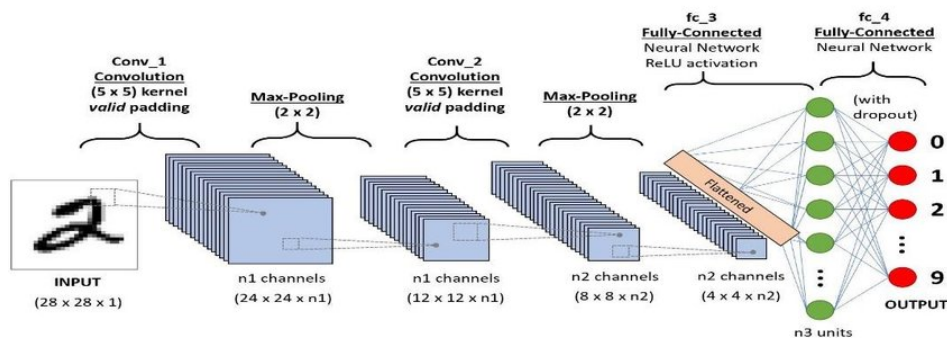 fc_3
Fully-Connected
Neural Network
ReLU activation
fc_4
Fully-Connected
Neural Network
Conv_1
Convolution
(5 x 5) kernel
valid padding
Max-Pooling
(2 x 2)
Conv_2
Convolution
(5 x 5) kernel
valid padding
Max-Pooling
(2 x 2)
(with
dropout)
2
INPUT
(28 x 28 x 1)
n1 channels
(24 x 24 x n1)
n1 channels
(12 x 12 x n1)
n2 channels
(8 x 8 x n2)
n2 channels
(4 x 4 x n2)
Flattened
n3 units
0
1
2
9
OUTPUT